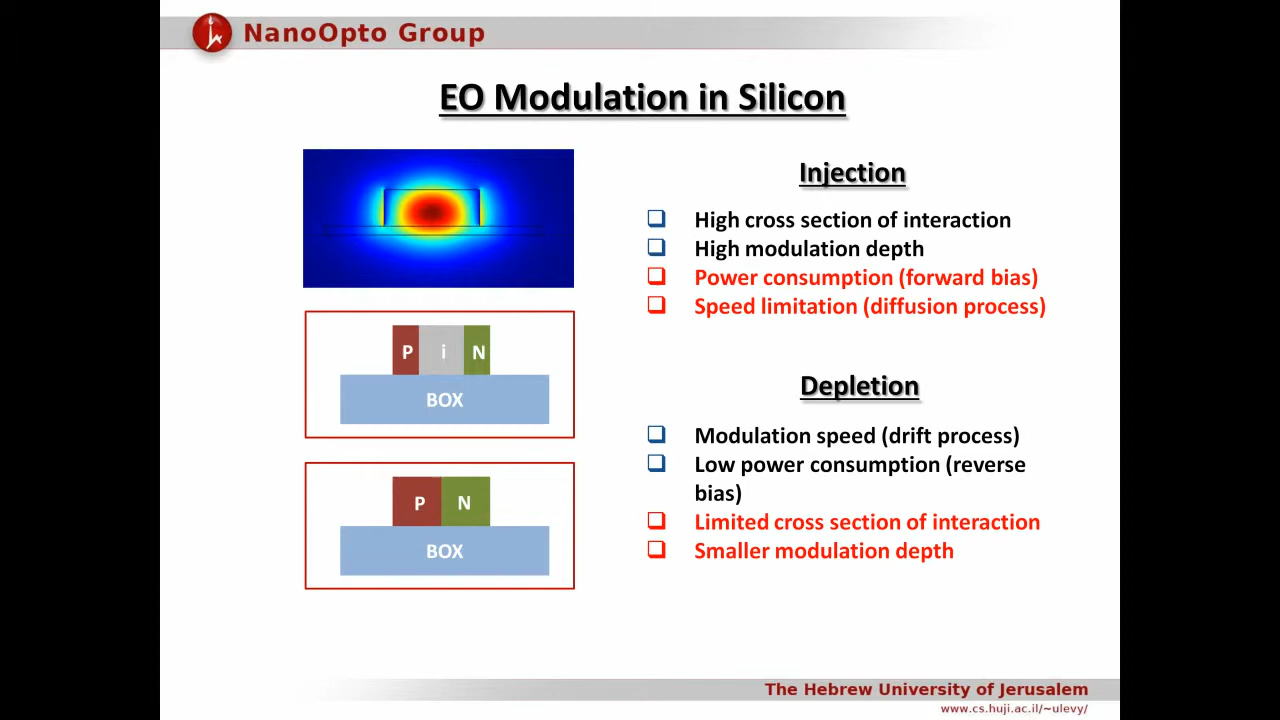 NanoOpto Group
EO Modulation in Silicon
Injection
High cross section of interaction
High modulation depth
Power consumption (forward bias)
Speed limitation (diffusion process)
P i N
BOX
Depletion
Modulation speed (drift process)
Low power consumption (reverse
bias)
Limited cross section of interaction
Smaller modulation depth
P N
BOX
The Hebrew University of Jerusalem
www.cs.huji.ac.il/~ulevy/